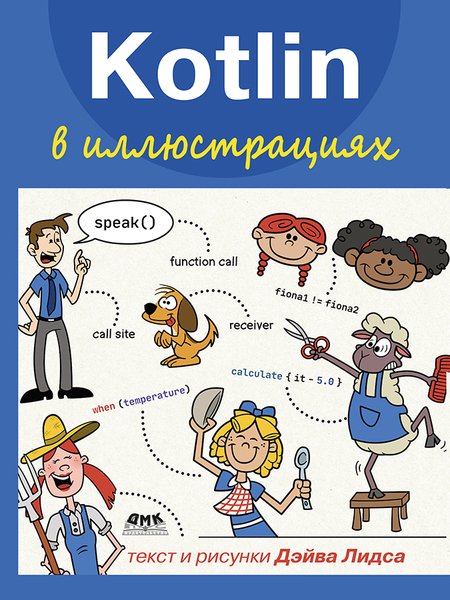 Kotlin
в иллюстрациях
speak()
function call
fiona1 != fiona2
call site
receiver
calculate { it - 5.0 }
when (temperature)
ДМК
текст и рисунки Дэйва Лидса